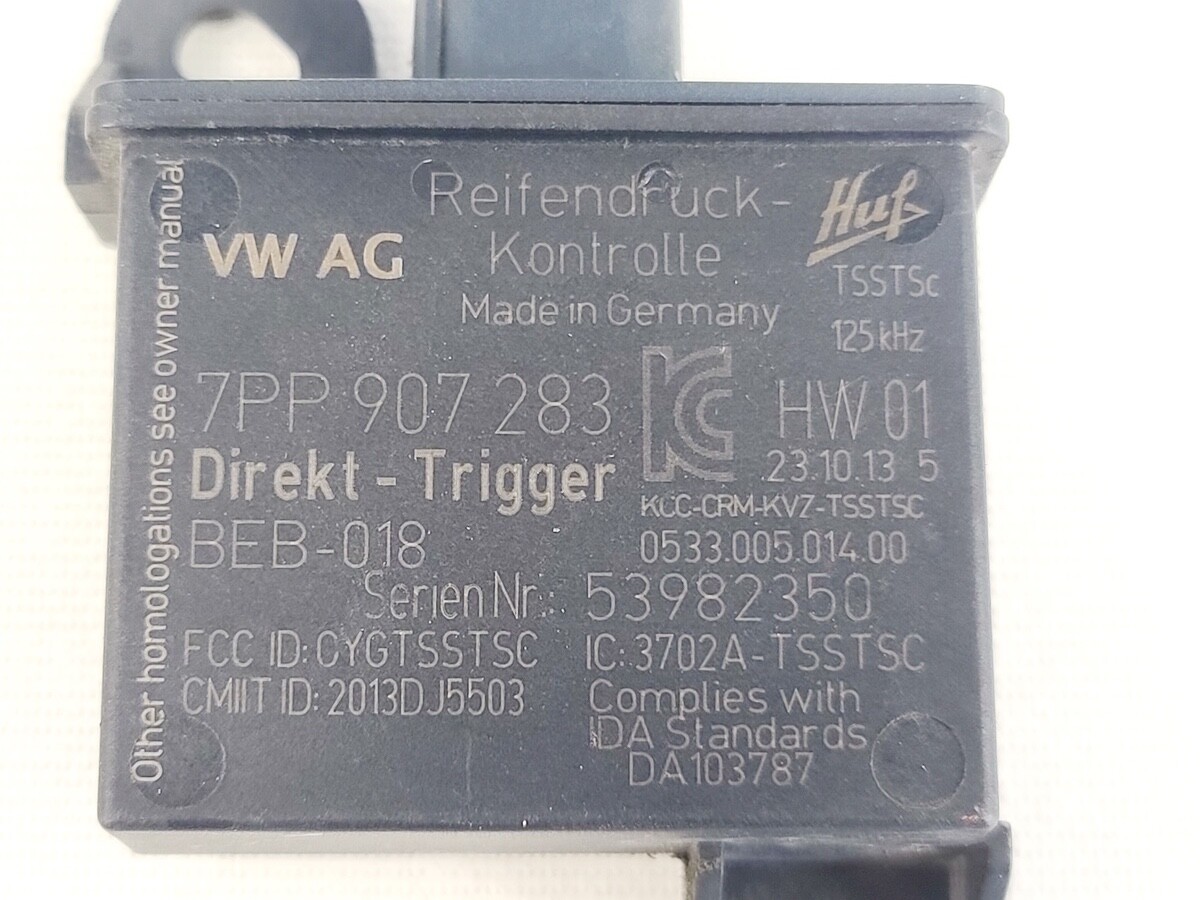 Other homologations see owner manual
Reifendruck-
Kontrolle
VW AG
Made in Germany
Huf
TSSTSc
125kHz
7PP 907 283
KC
HW 01
Direkt - Trigger
23.10.13 5
KCC-CRM-KVZ-TSSTSC
BEB-018
0533.005.014.00
Serien Nr.: 53982350
FCC ID: CYGTSSTSC
IC: 3702A-TSSTSC
CMIIT ID: 2013DJ5503
Complies with
IDA Standards
DA103787